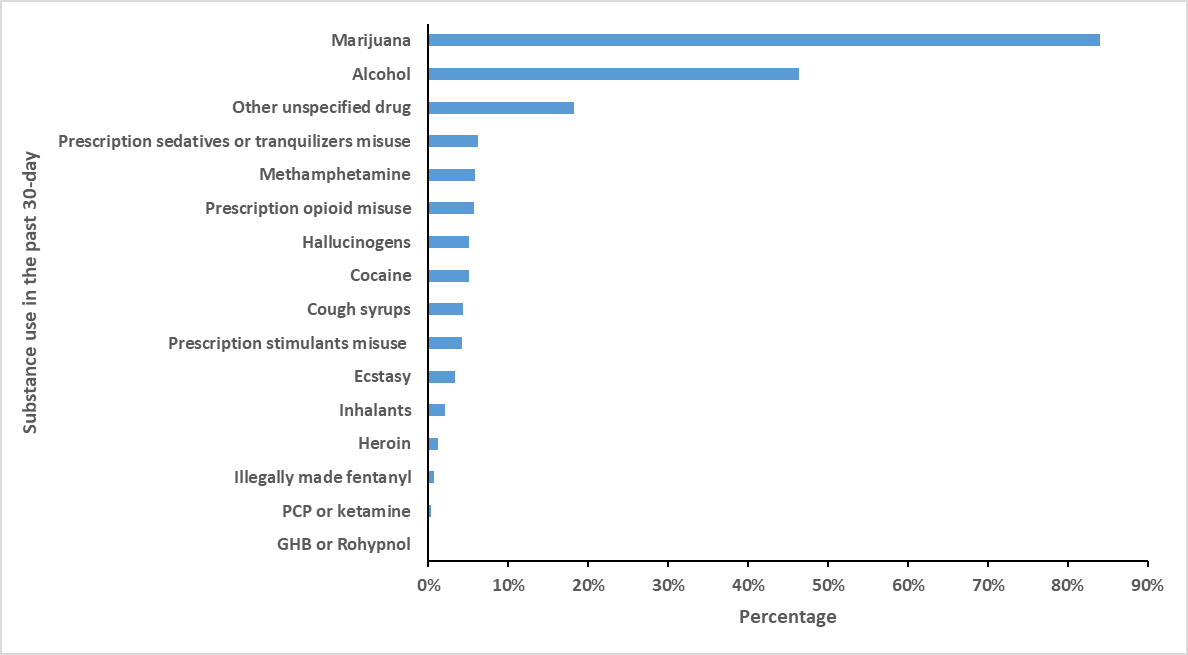 Substance use in the past 30-day
Marijuana
Alcohol
Other unspecified drug
Prescription sedatives or tranquilizers misuse
Methamphetamine
Prescription opioid misuse
Hallucinogens
Cocaine
Cough syrups
Prescription stimulants misuse
Ecstasy
Inhalants
Heroin
Illegally made fentanyl
PCP or ketamine
GHB or Rohypnol
0% 10% 20% 30% 40% 50% 60% 70% 80% 90%
Percentage